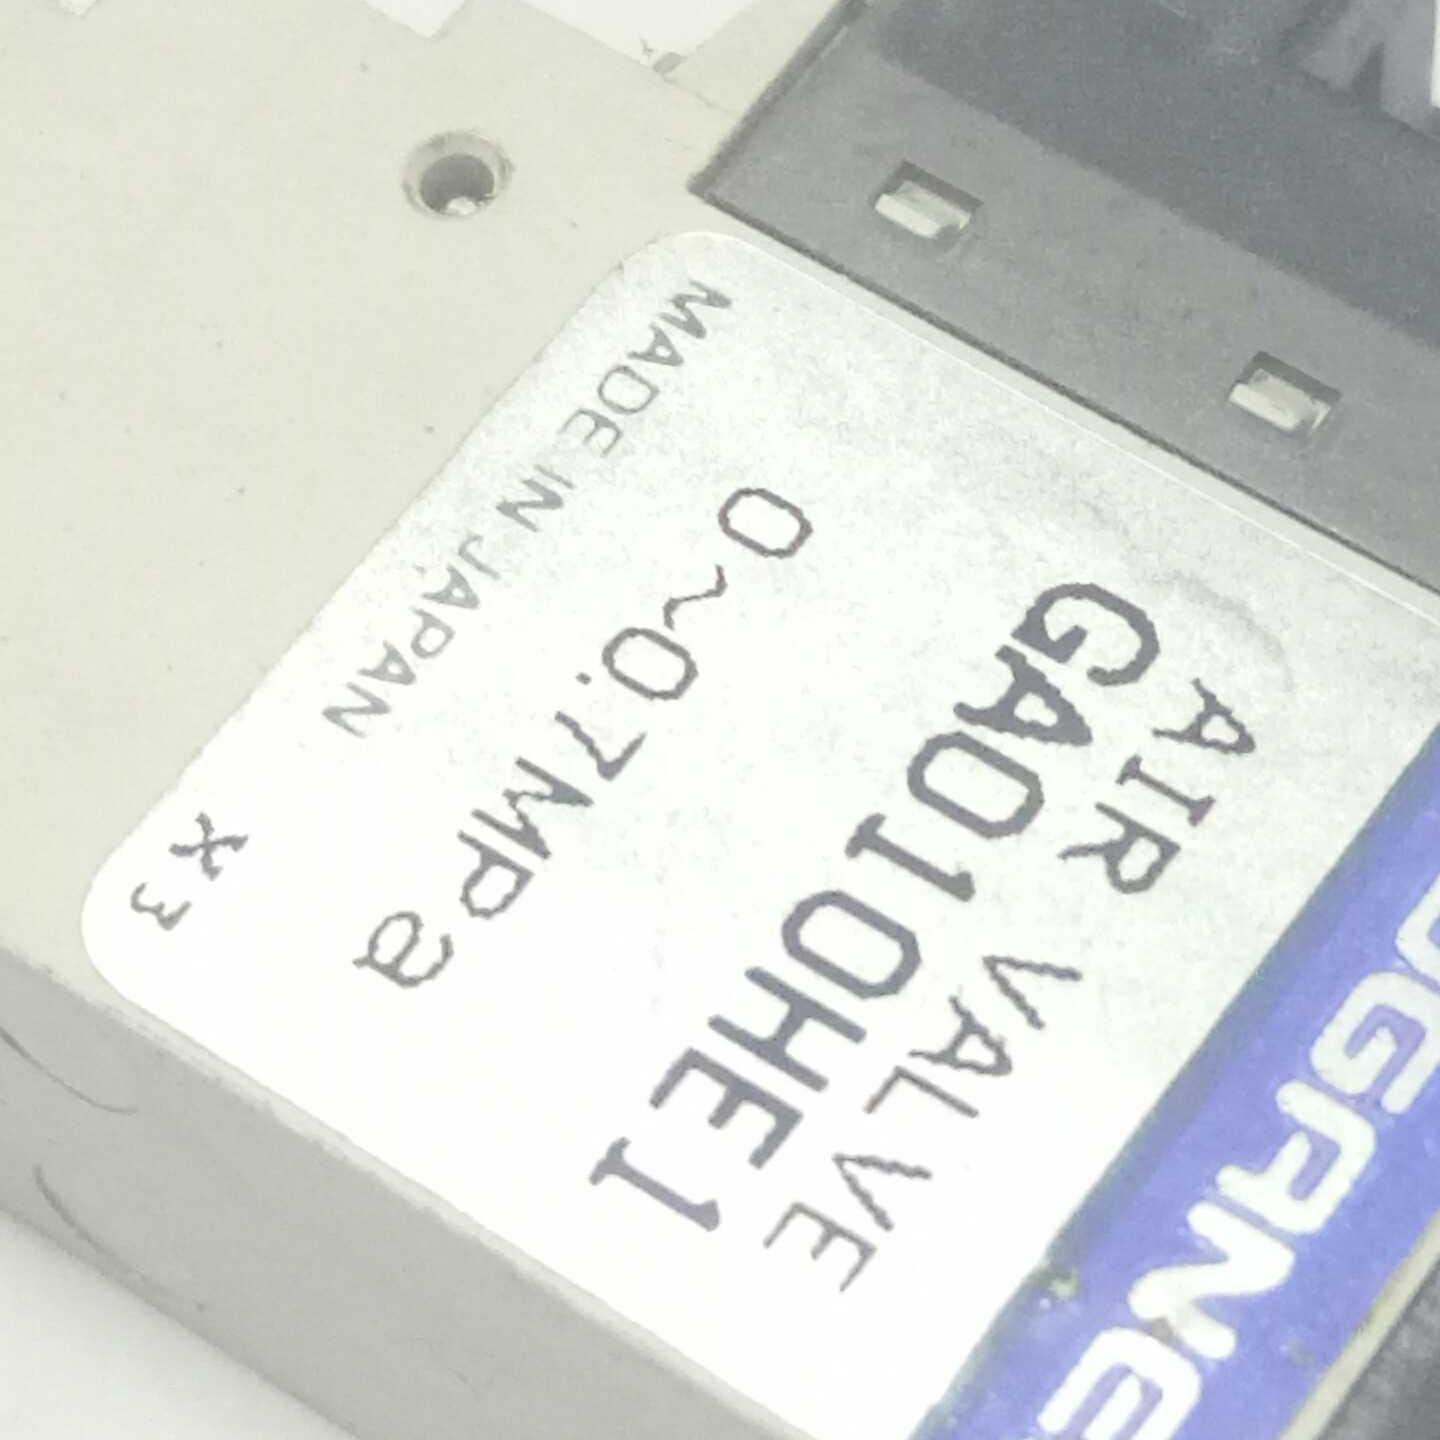 AIR VALVE
GA010HE1
0~0.7MPa
MADE IN JAPAN X3